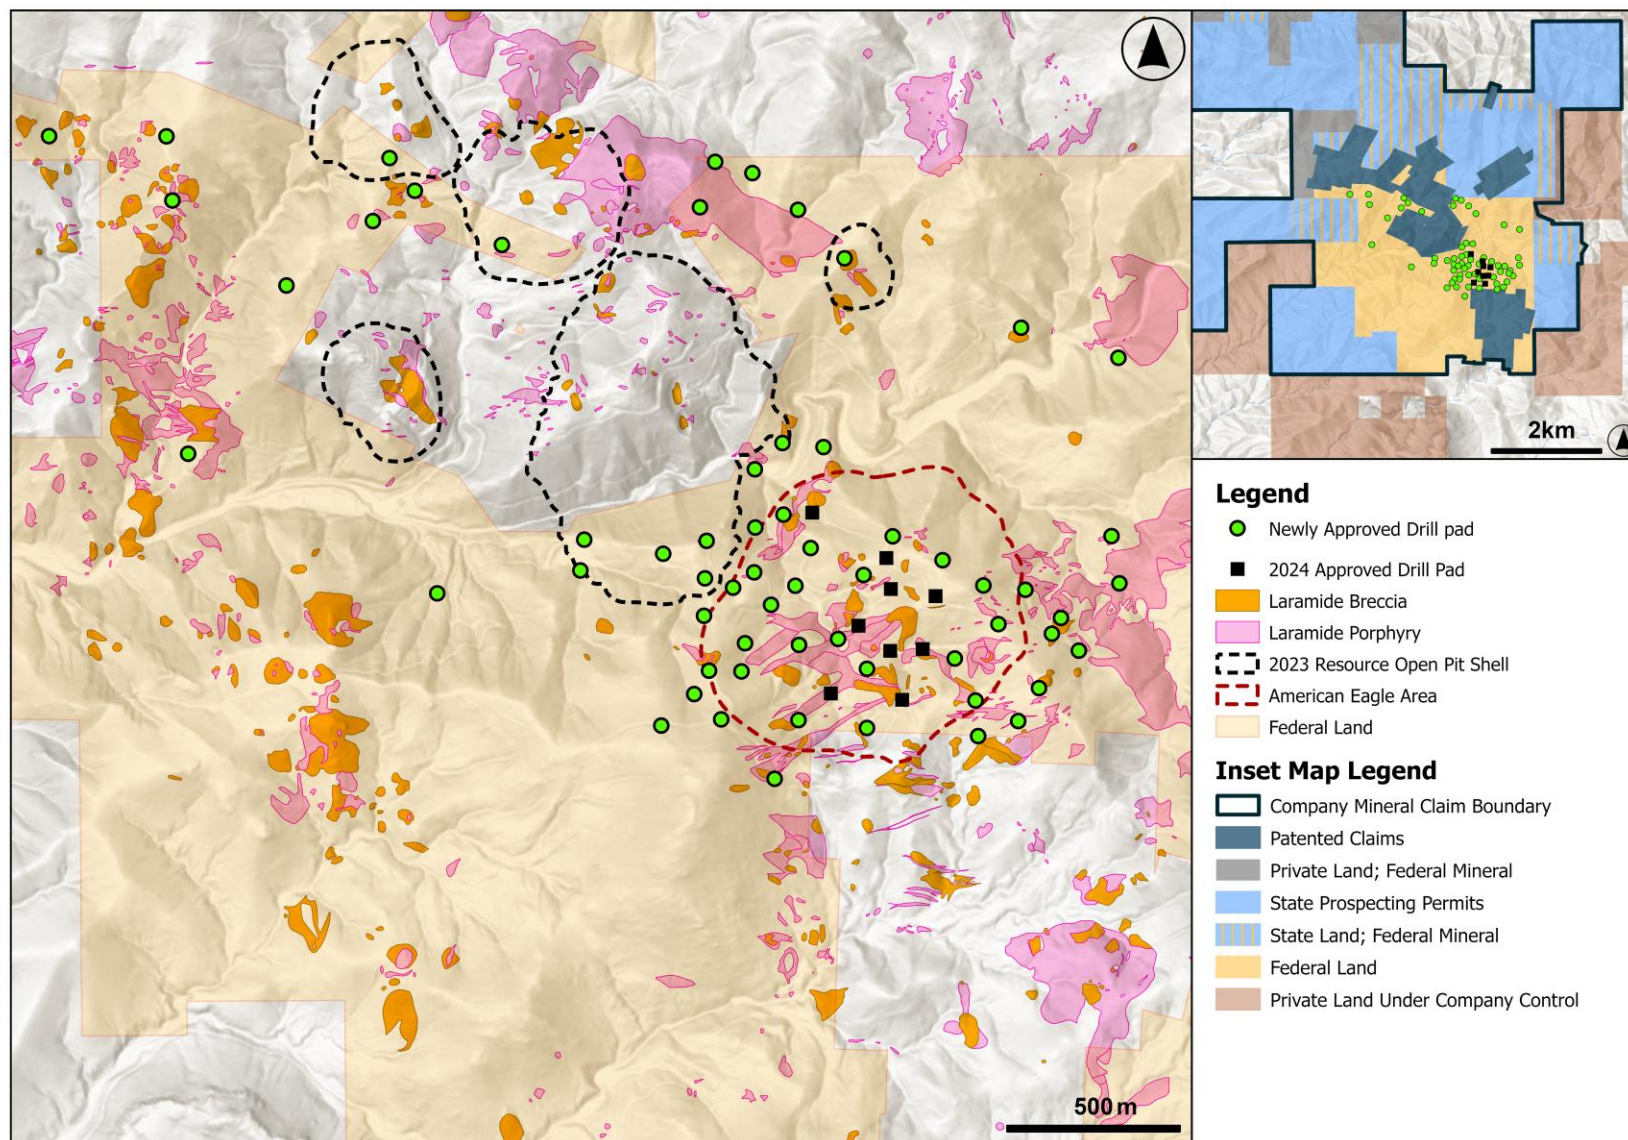 2km
Legend
Newly Approved Drill pad
2024 Approved Drill Pad
Laramide Breccia
Laramide Porphyry
2023 Resource Open Pit Shell
American Eagle Area
Federal Land
Inset Map Legend
Company Mineral Claim Boundary
Patented Claims
Private Land; Federal Mineral
State Prospecting Permits
State Land; Federal Mineral
Federal Land
Private Land Under Company Control
500 m